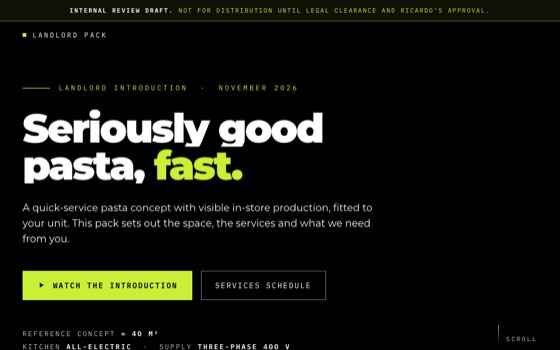 INTERNAL REVIEW DRAFT. NOT FOR DISTRIBUTION UNTIL LEGAL CLEARANCE AND RICARDO'S APPROVAL.
LANDLORD PACK
LANDLORD INTRODUCTION · NOVEMBER 2026
Seriously good
pasta, fast.
A quick-service pasta concept with visible in-store production, fitted to
your unit. This pack sets out the space, the services and what we need
from you.
WATCH THE INTRODUCTION
SERVICES SCHEDULE
REFERENCE CONCEPT ≈ 40 M²
KITCHEN ALL-ELECTRIC · SUPPLY THREE-PHASE 400 V
SCROLL